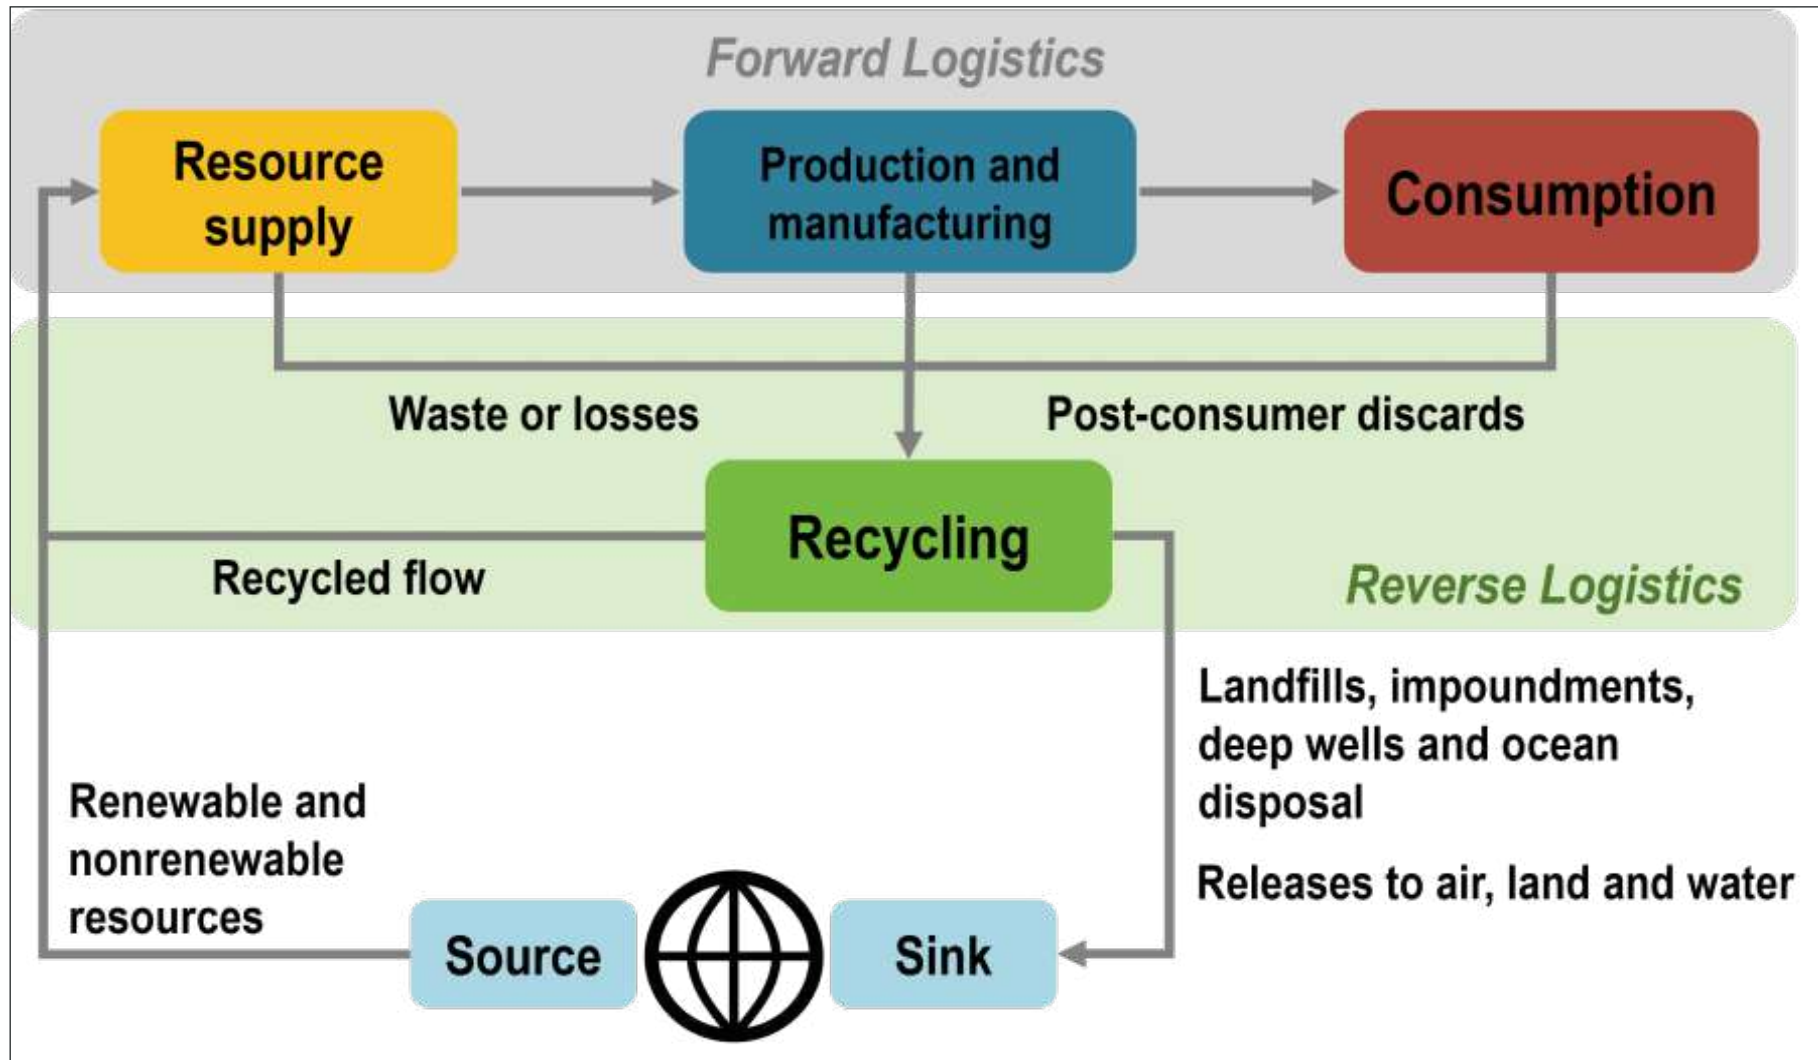 Forward Logistics
Resource
supply
Production and
manufacturing
Consumption
Waste or losses
Post-consumer discards
Recycling
Recycled flow
Reverse Logistics
Landfills, impoundments,
deep wells and ocean
disposal
Releases to air, land and water
Renewable and
nonrenewable
resources
Source
Sink